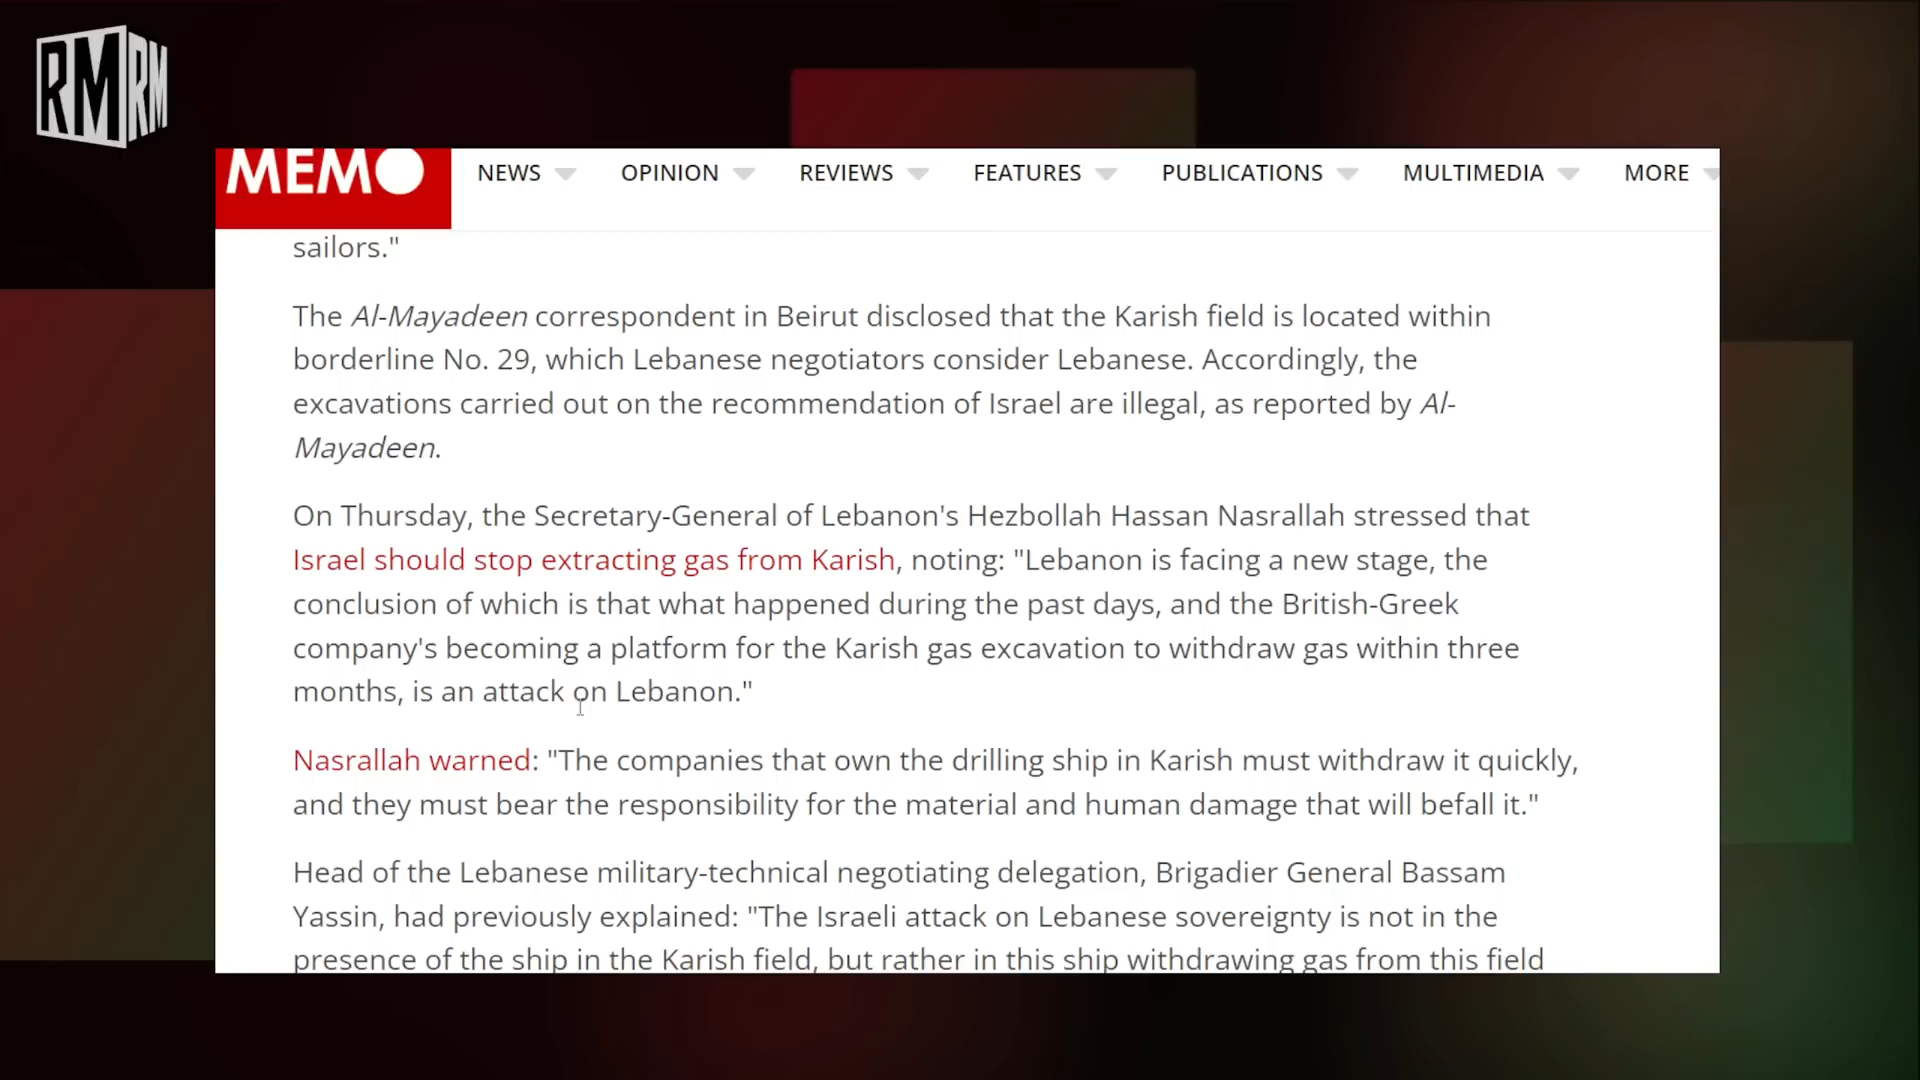 RM RM
MEMO NEWS OPINION REVIEWS FEATURES PUBLICATIONS MULTIMEDIA MORE
sailors."
The Al-Mayadeen correspondent in Beirut disclosed that the Karish field is located within
borderline No. 29, which Lebanese negotiators consider Lebanese. Accordingly, the
excavations carried out on the recommendation of Israel are illegal, as reported by Al-
Mayadeen.
On Thursday, the Secretary-General of Lebanon's Hezbollah Hassan Nasrallah stressed that
Israel should stop extracting gas from Karish, noting: "Lebanon is facing a new stage, the
conclusion of which is that what happened during the past days, and the British-Greek
company's becoming a platform for the Karish gas excavation to withdraw gas within three
months, is an attack on Lebanon."
Nasrallah warned: "The companies that own the drilling ship in Karish must withdraw it quickly,
and they must bear the responsibility for the material and human damage that will befall it."
Head of the Lebanese military-technical negotiating delegation, Brigadier General Bassam
Yassin, had previously explained: "The Israeli attack on Lebanese sovereignty is not in the
presence of the ship in the Karish field, but rather in this ship withdrawing gas from this field